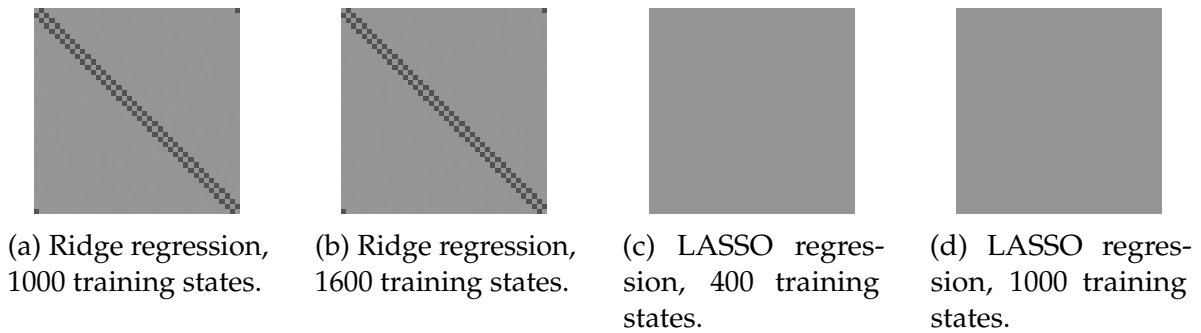 (a) Ridge regression,
1000 training states.
(b) Ridge regression,
1600 training states.
(c) LASSO regres-
sion, 400 training
states.
(d) LASSO regres-
sion, 1000 training
states.